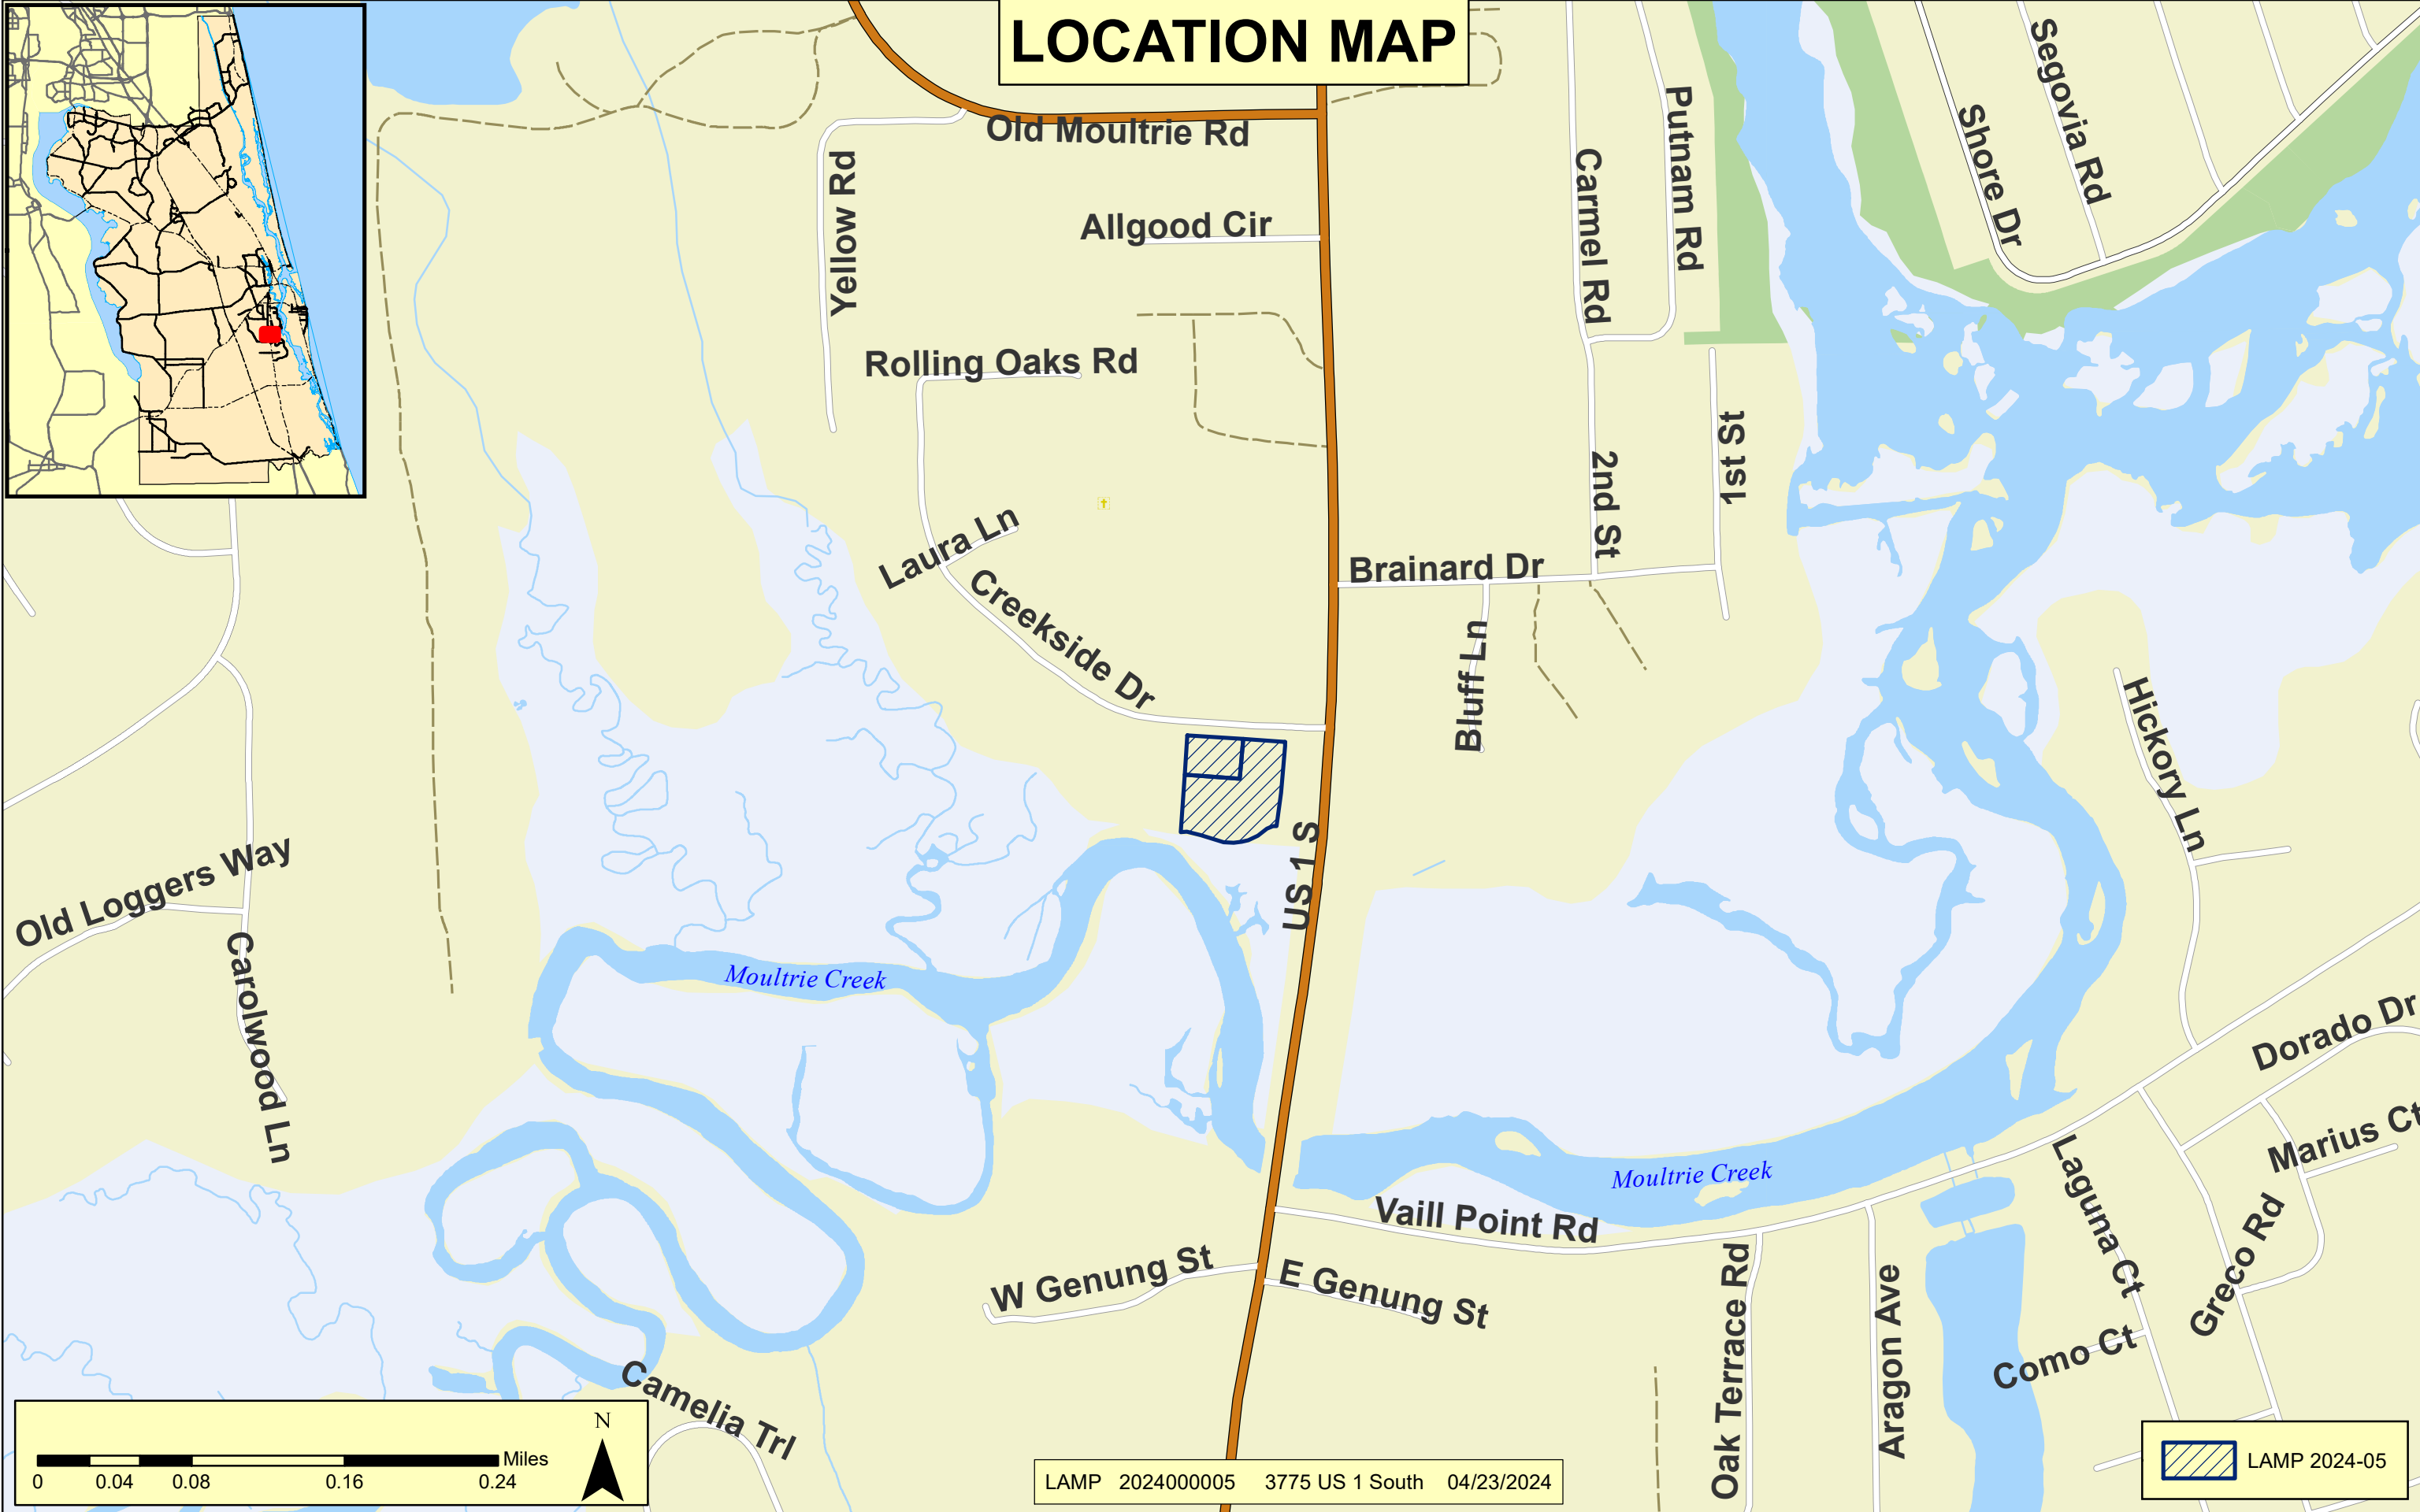 LOCATION MAP
Old Moultrie Rd
Yellow Rd
Allgood Cir
Rolling Oaks Rd
Laura Ln
Creekside Dr
Carmel Rd
Putnam Rd
Shore Dr
Segovia Rd
2nd St
1st St
Brainard Dr
Bluff Ln
Hickory Ln
US 1 S
Old Loggers Way
Carolwood Ln
Moultrie Creek
Moultrie Creek
Dorado Dr
Marius Ct
Laguna Ct
Greco Rd
Como Ct
Vaill Point Rd
W Genung St
E Genung St
Oak Terrace Rd
Aragon Ave
Camelia Trl
N
Miles
0 0.04 0.08 0.16 0.24
LAMP 2024000005 3775 US 1 South 04/23/2024
LAMP 2024-05